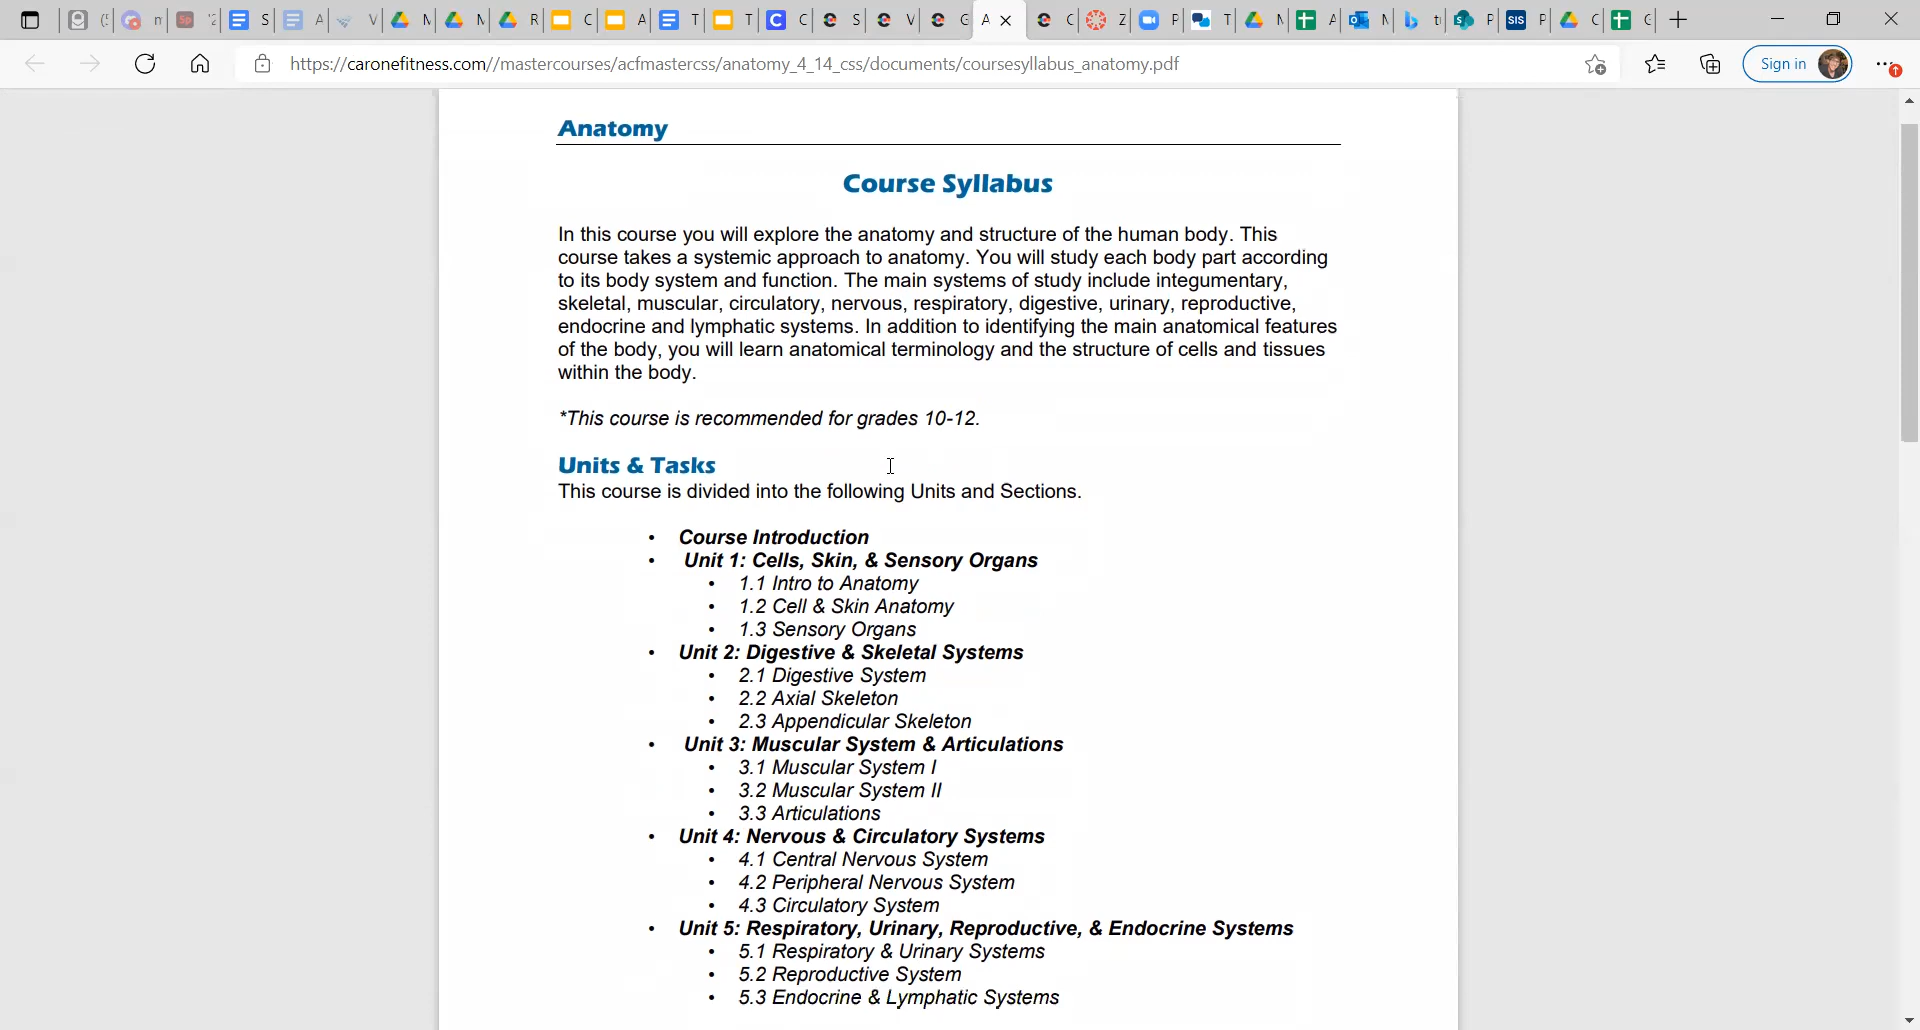 https://caronefitness.com//mastercourses/acfmastercss/anatomy_4_14_css/documents/coursesyllabus_anatomy.pdf
Sign in
Anatomy
Course Syllabus
In this course you will explore the anatomy and structure of the human body. This
course takes a systemic approach to anatomy. You will study each body part according
to its body system and function. The main systems of study include integumentary,
skeletal, muscular, circulatory, nervous, respiratory, digestive, urinary, reproductive,
endocrine and lymphatic systems. In addition to identifying the main anatomical features
of the body, you will learn anatomical terminology and the structure of cells and tissues
within the body.
*This course is recommended for grades 10-12.
Units & Tasks
This course is divided into the following Units and Sections.
• Course Introduction
• Unit 1: Cells, Skin, & Sensory Organs
• 1.1 Intro to Anatomy
• 1.2 Cell & Skin Anatomy
• 1.3 Sensory Organs
• Unit 2: Digestive & Skeletal Systems
• 2.1 Digestive System
• 2.2 Axial Skeleton
• 2.3 Appendicular Skeleton
• Unit 3: Muscular System & Articulations
• 3.1 Muscular System I
• 3.2 Muscular System II
• 3.3 Articulations
• Unit 4: Nervous & Circulatory Systems
• 4.1 Central Nervous System
• 4.2 Peripheral Nervous System
• 4.3 Circulatory System
• Unit 5: Respiratory, Urinary, Reproductive, & Endocrine Systems
• 5.1 Respiratory & Urinary Systems
• 5.2 Reproductive System
• 5.3 Endocrine & Lymphatic Systems